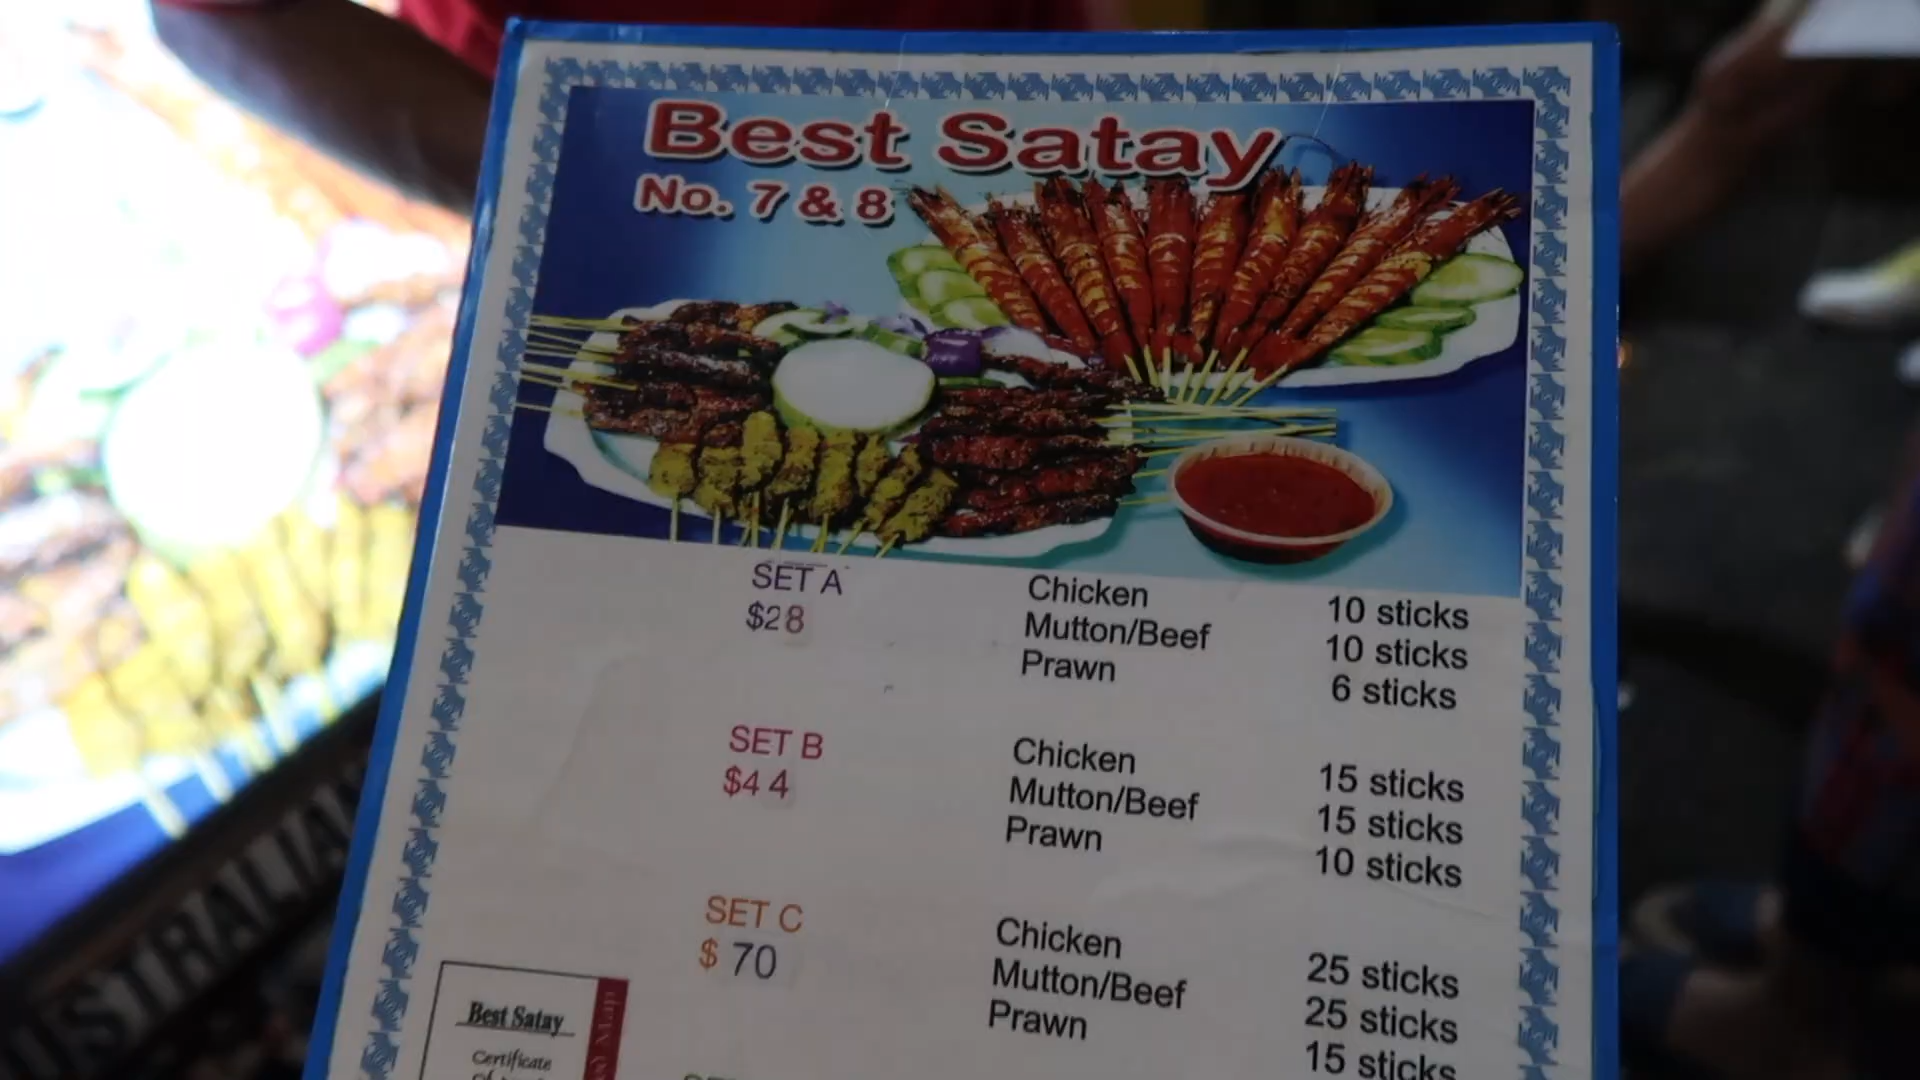 Best Satay
No. 7 & 8
SET A
$28
Chicken 10 sticks
Mutton/Beef 10 sticks
Prawn 6 sticks
SET B
$44
Chicken 15 sticks
Mutton/Beef 15 sticks
Prawn 10 sticks
SET C
$ 70
Chicken 25 sticks
Mutton/Beef 25 sticks
Prawn 15 sticks
Best Satay
Certificate